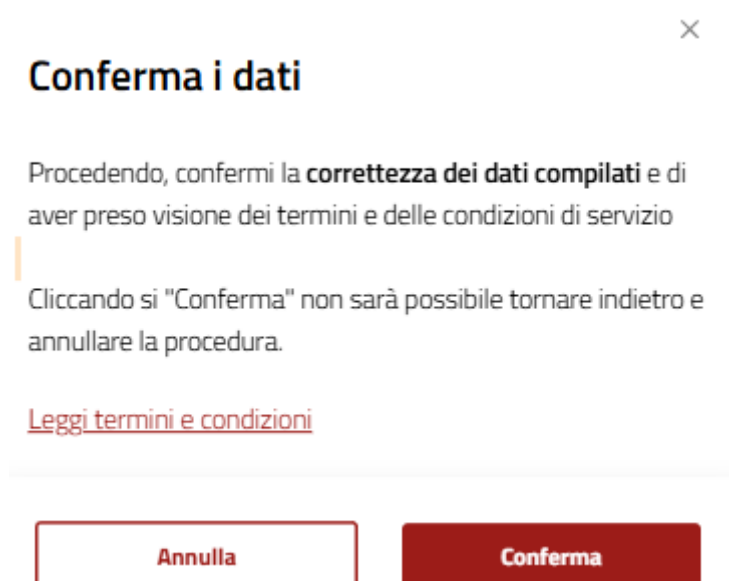 Conferma i dati
Procedendo, confermi la correttezza dei dati compilati e di
aver preso visione dei termini e delle condizioni di servizio
Cliccando si "Conferma" non sarà possibile tornare indietro e
annullare la procedura.
Leggi termini e condizioni
Annulla
Conferma